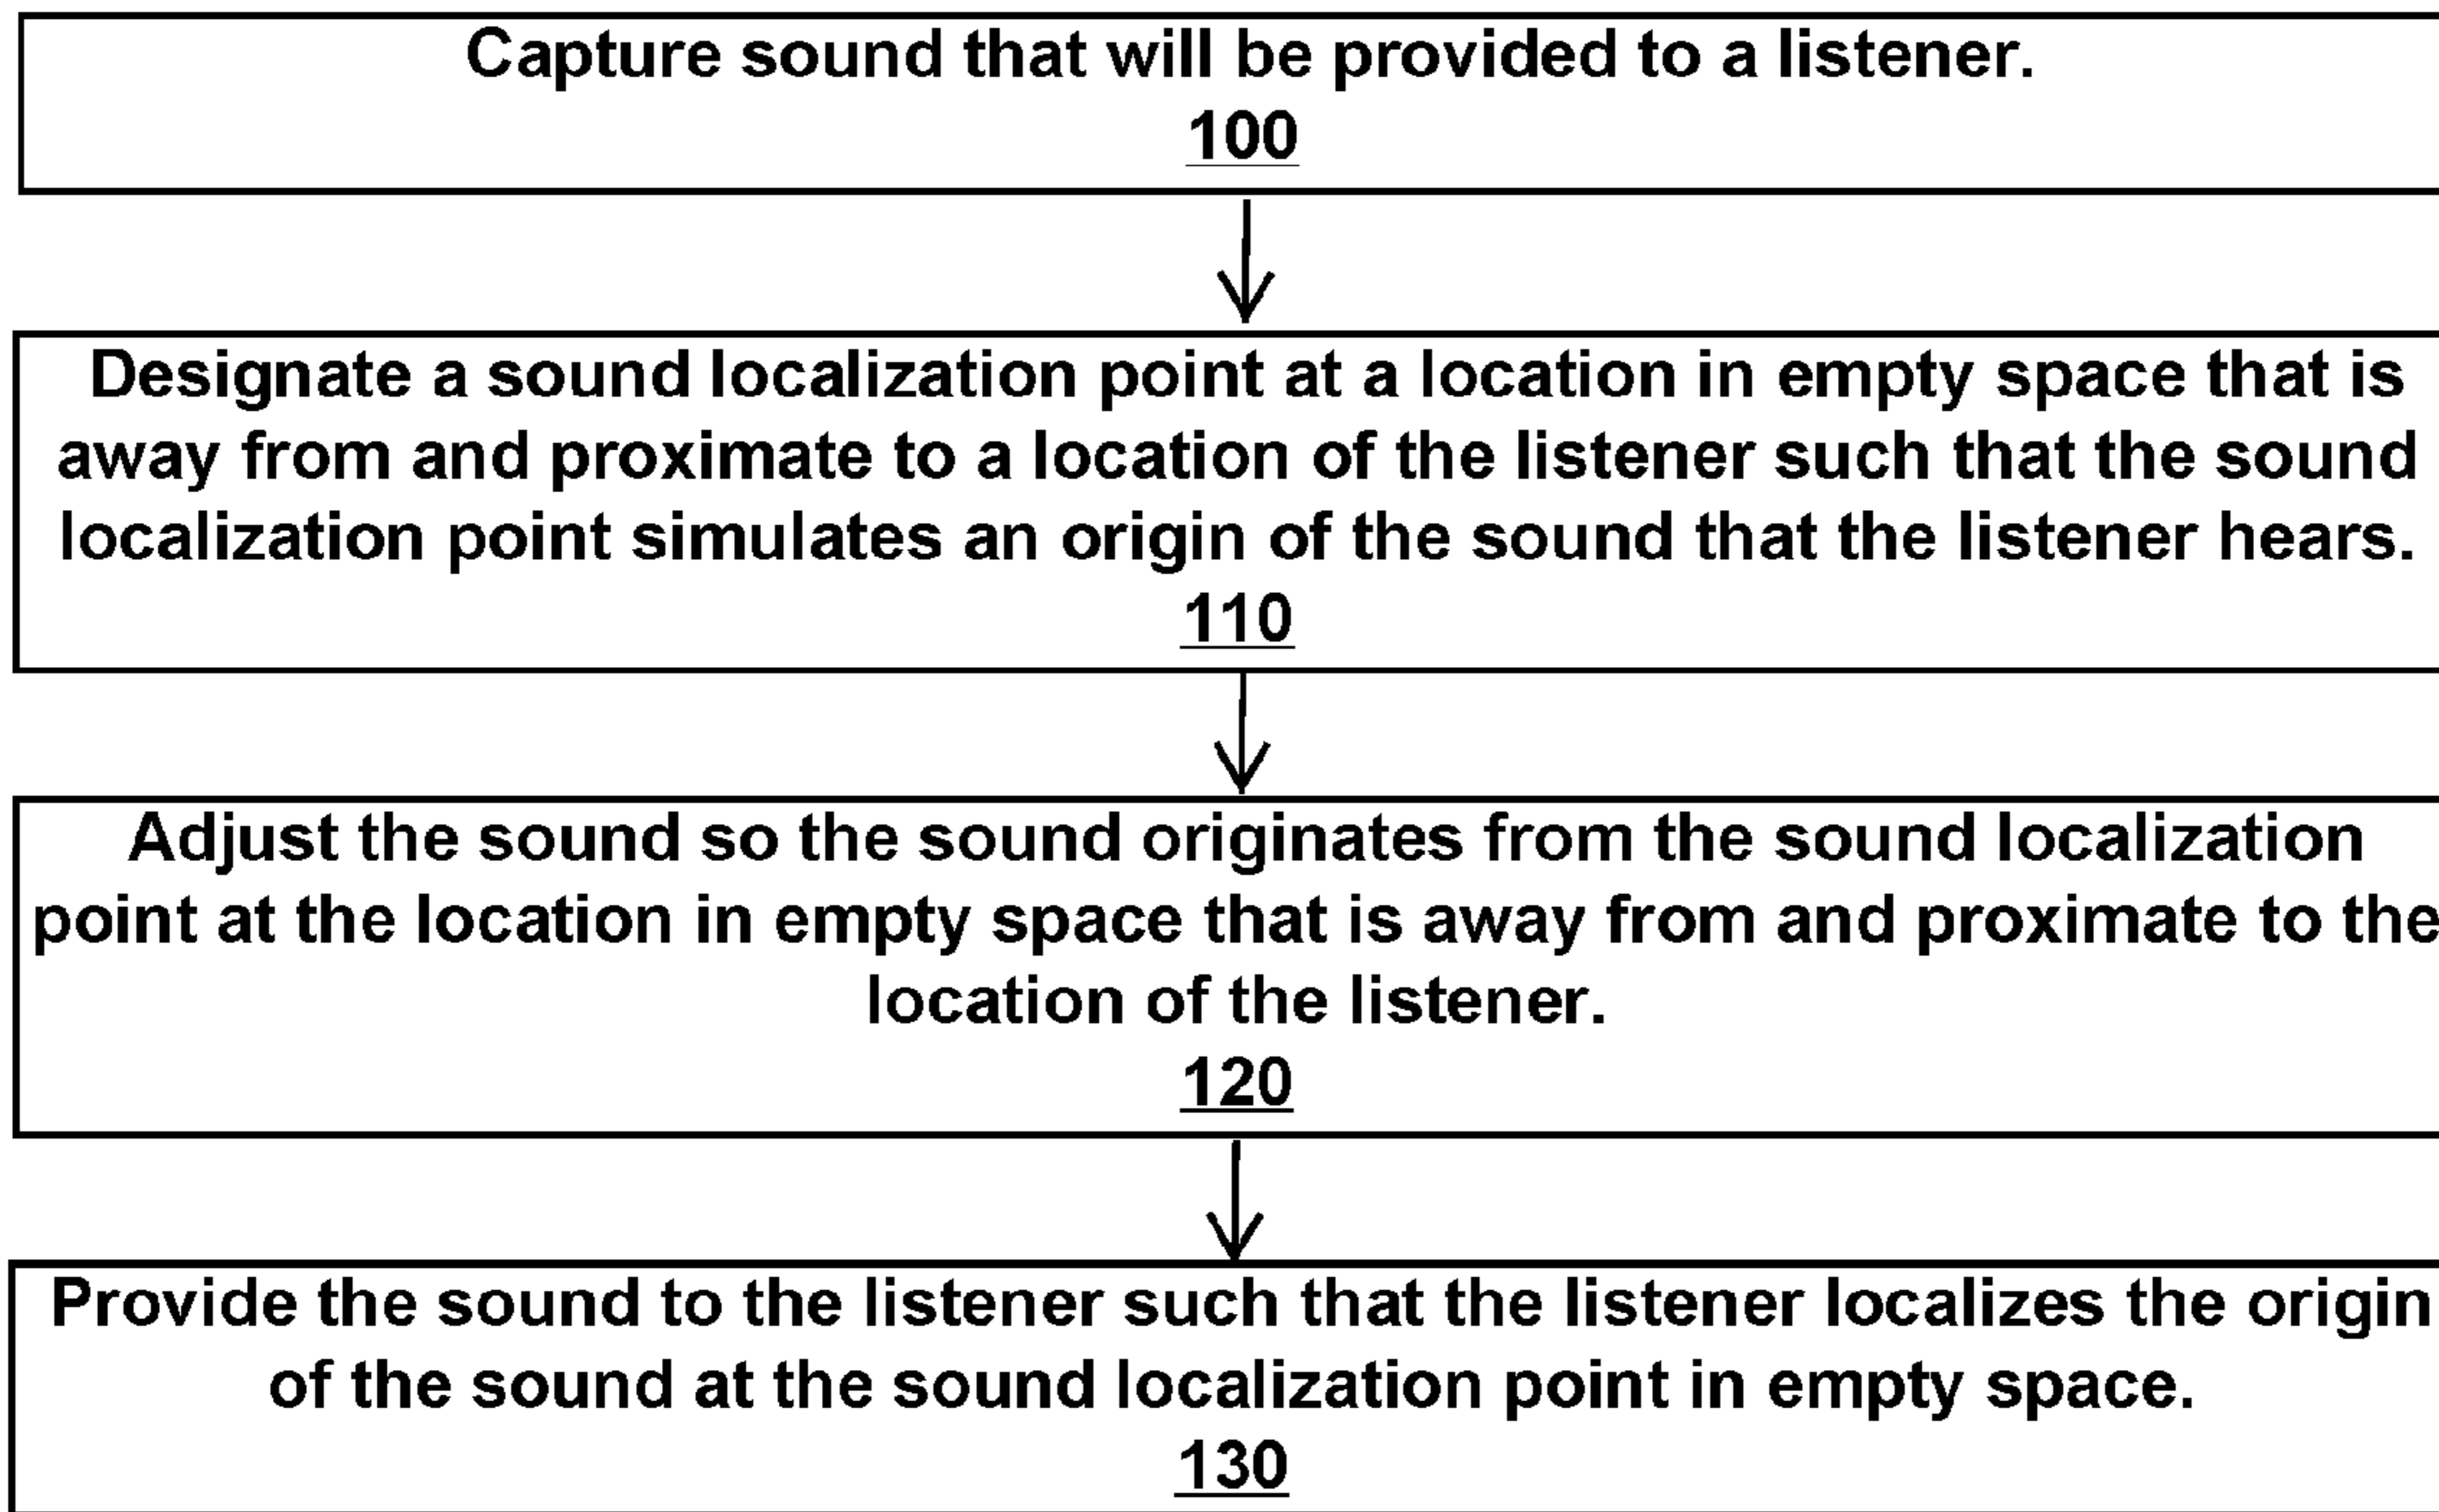 Capture sound that will be provided to a listener.
100
Designate a sound localization point at a location in empty space that is
away from and proximate to a location of the listener such that the sound
localization point simulates an origin of the sound that the listener hears.
110
Adjust the sound so the sound originates from the sound localization
point at the location in empty space that is away from and proximate to the
location of the listener.
120
Provide the sound to the listener such that the listener localizes the origin
of the sound at the sound localization point in empty space.
130